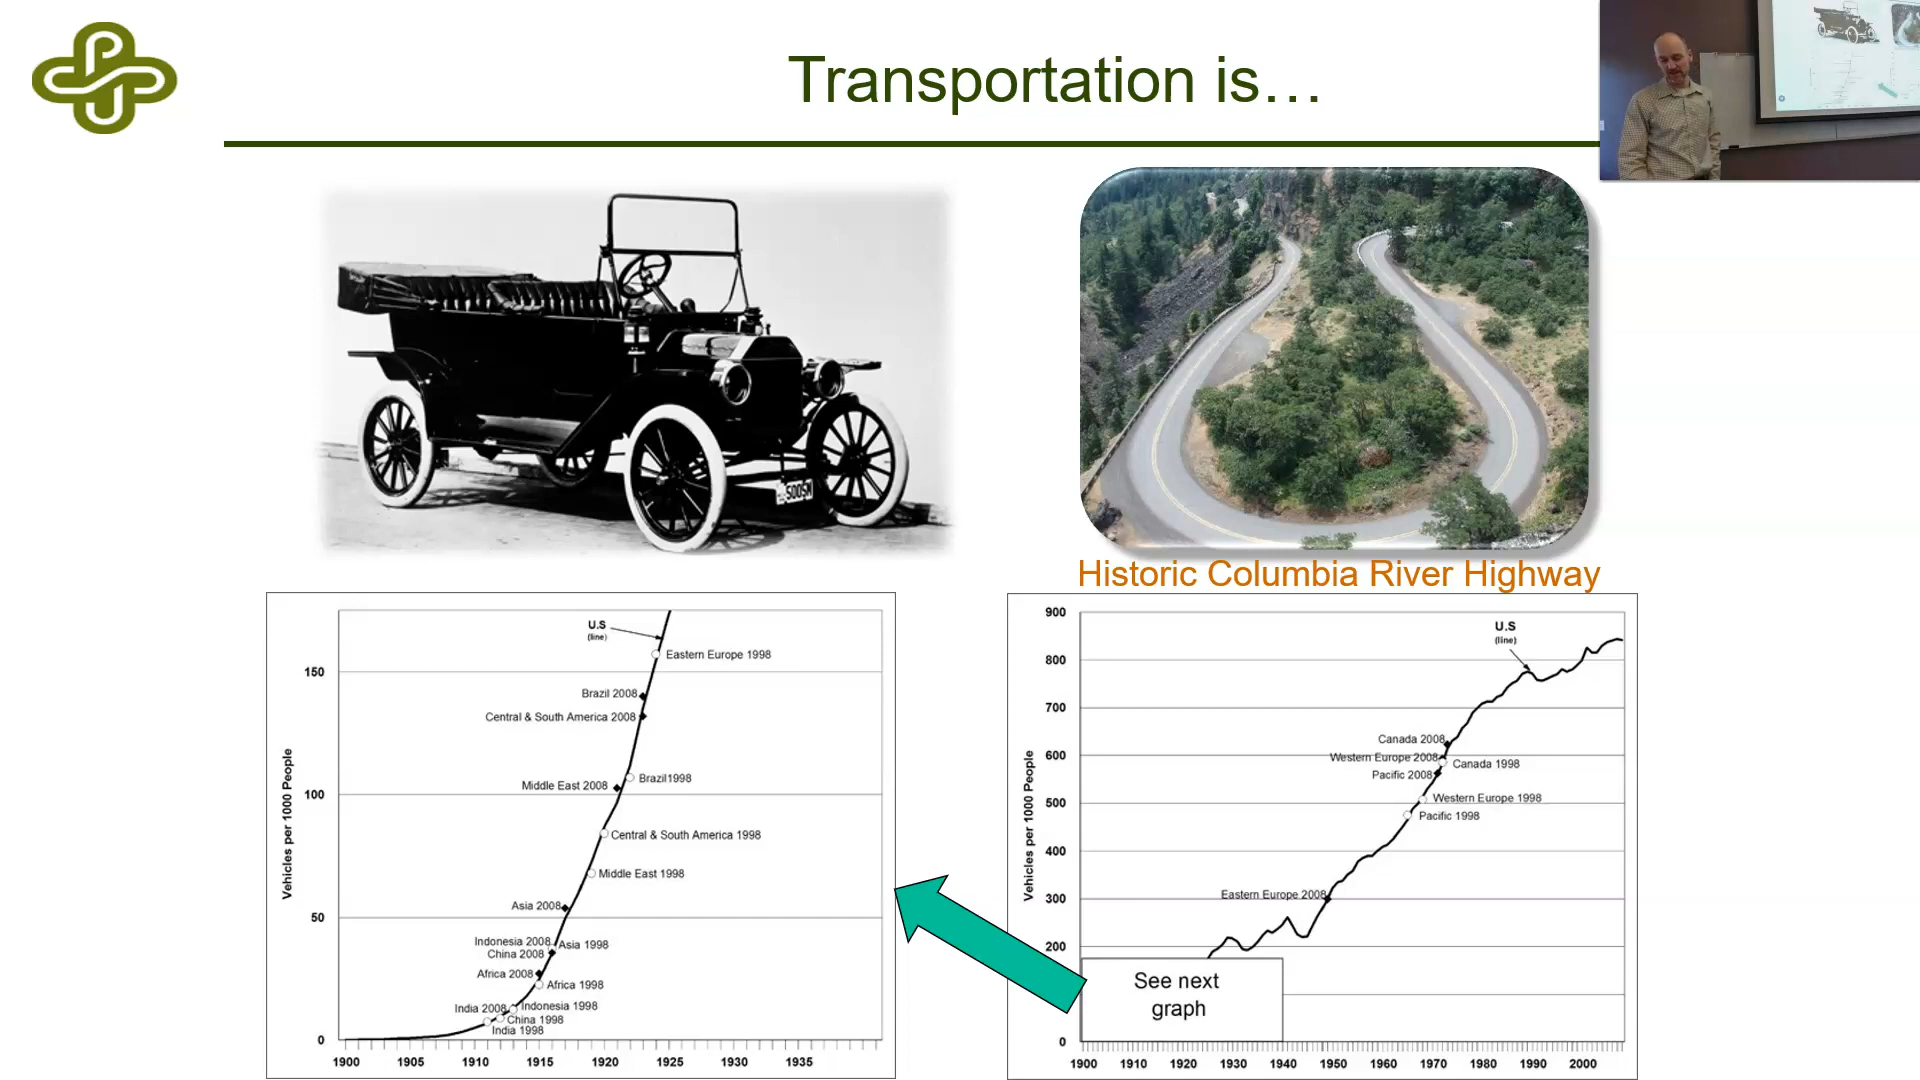 PSU
Transportation is…
5005N
Historic Columbia River Highway
Vehicles per 1000 People
150
100
50
0
U.S
(line)
Eastern Europe 1998
Brazil 2008
Central & South America 2008
Brazil1998
Middle East 2008
Central & South America 1998
Middle East 1998
Asia 2008
Indonesia 2008
Asia 1998
China 2008
Africa 2008
Africa 1998
India 2008
Indonesia 1998
China 1998
India 1998
1900 1905 1910 1915 1920 1925 1930 1935
Vehicles per 1000 People
900
800
700
600
500
400
300
200
0
U.S
(line)
Canada 2008
Western Europe 2008
Canada 1998
Pacific 2008
Western Europe 1998
Pacific 1998
Eastern Europe 2008
See next
graph
1900 1910 1920 1930 1940 1950 1960 1970 1980 1990 2000